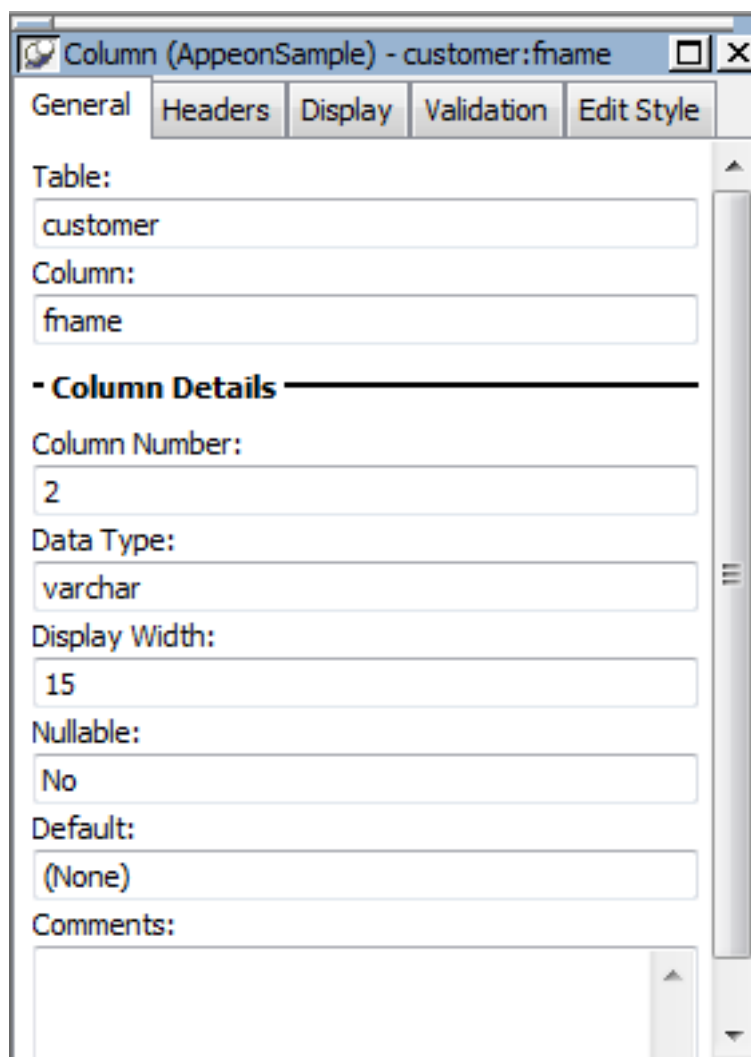 Column (AppeonSample) - customer:fname
General Headers Display Validation Edit Style
Table:
customer
Column:
fname
Column Details
Column Number:
2
Data Type:
varchar
Display Width:
15
Nullable:
No
Default:
(None)
Comments: